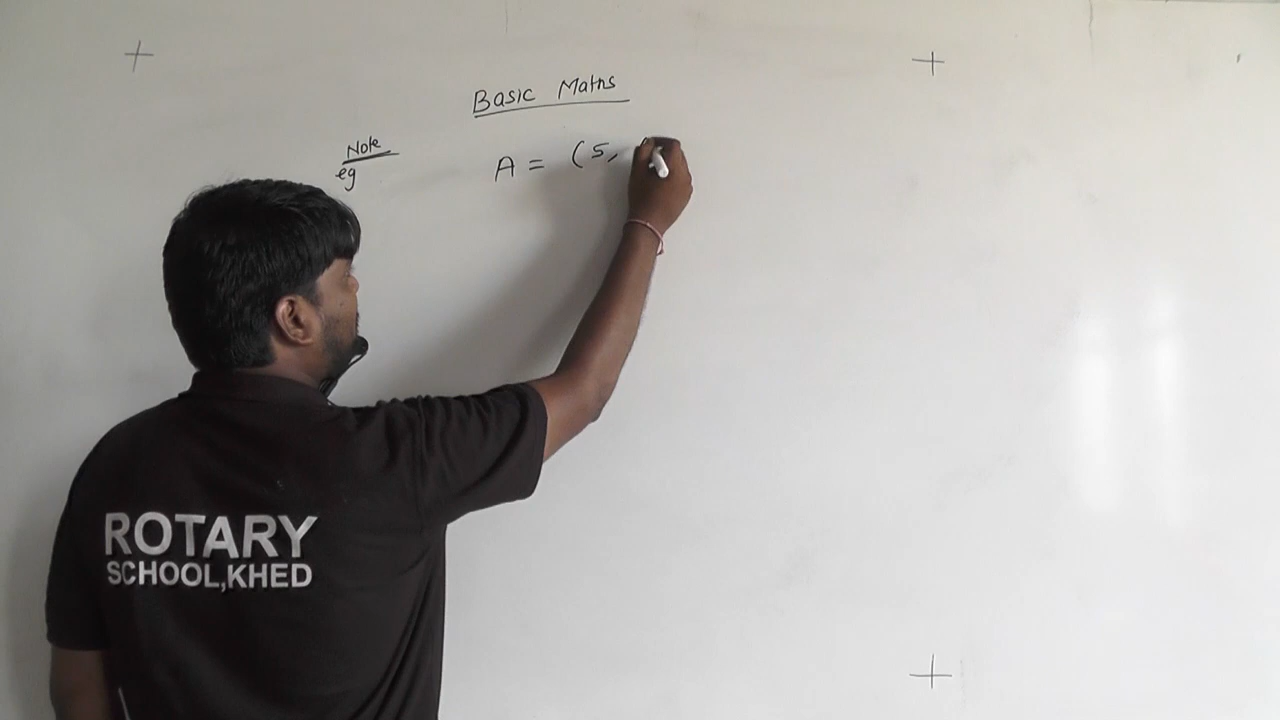 Basic Maths
Note
eg
A = (5,
ROTARY
SCHOOL,KHED